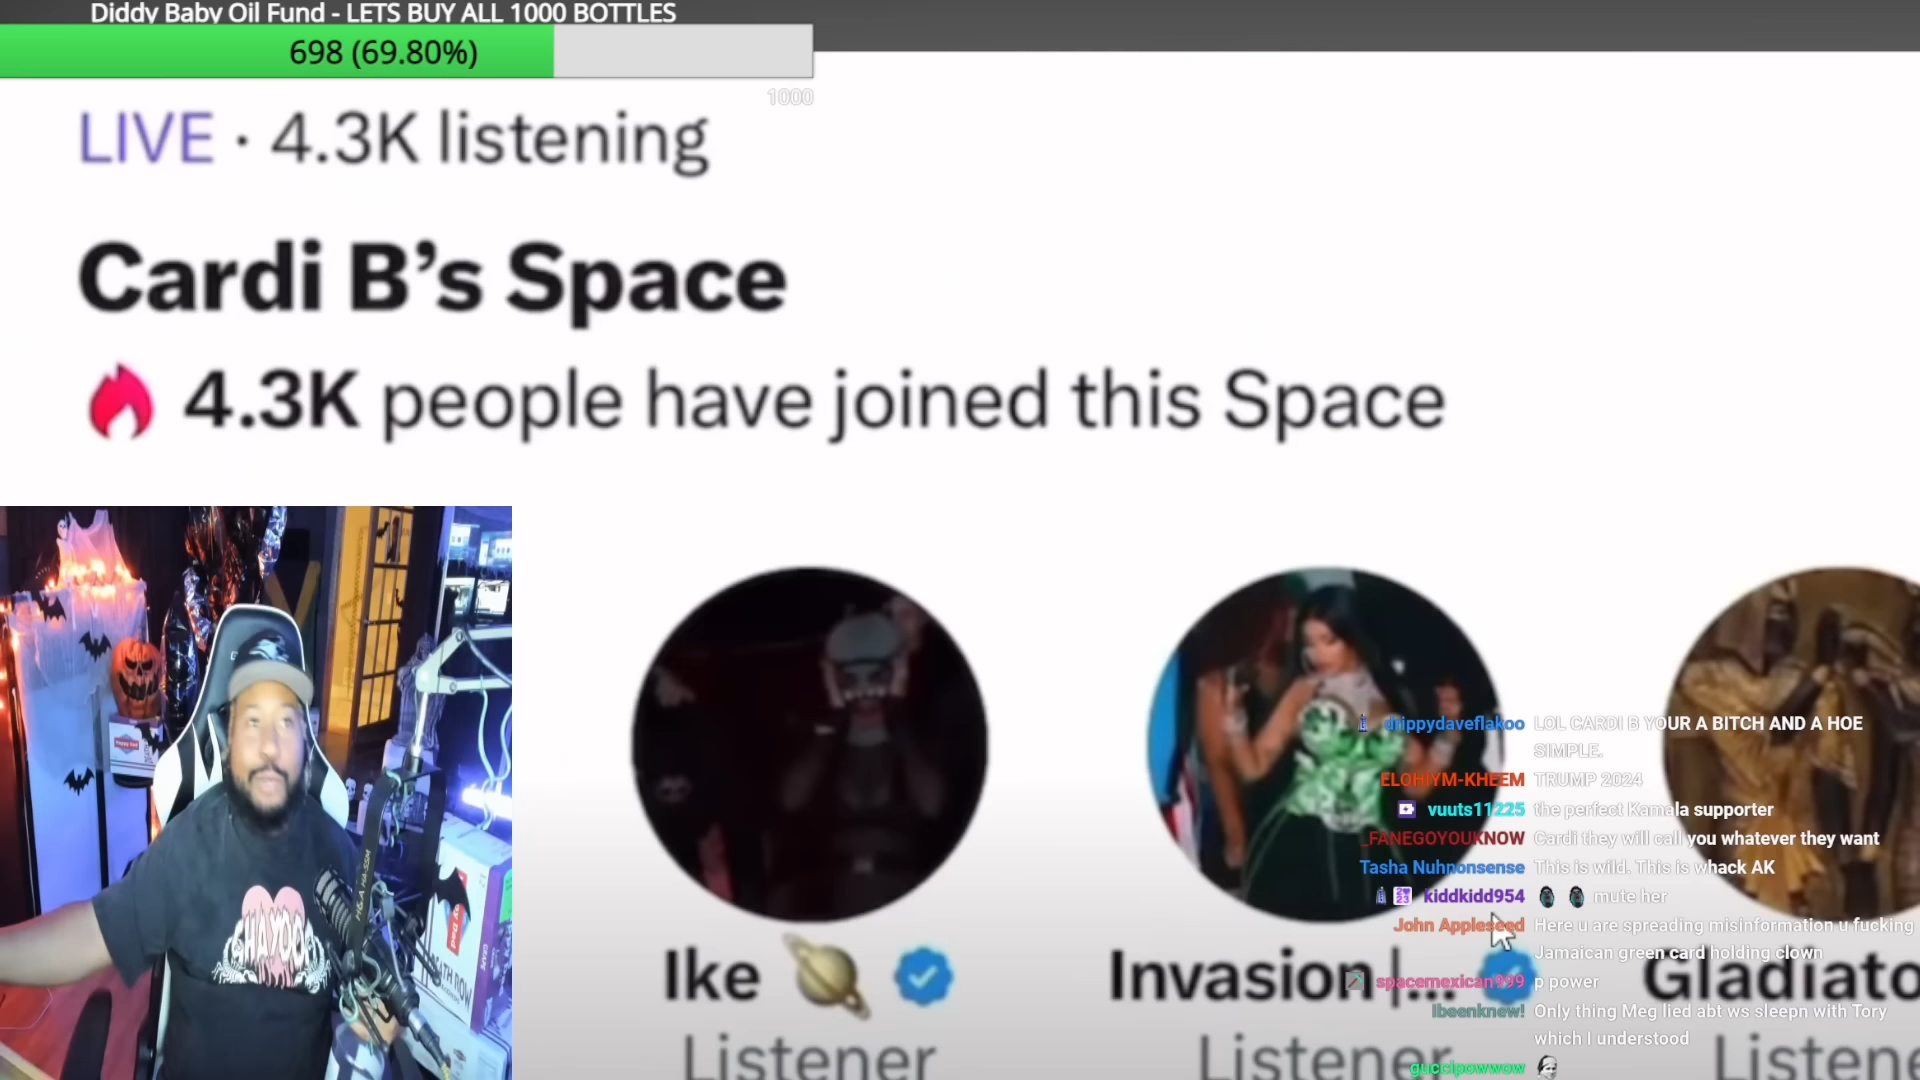 Diddy Baby Oil Fund - LETS BUY ALL 1000 BOTTLES
698 (69.80%)
1000
LIVE · 4.3K listening
Cardi B’s Space
4.3K people have joined this Space
drippydaveflakoo LOL CARDI B YOUR A BITCH AND A HOE
SIMPLE.
ELOHIYM-KHEEM TRUMP 2024
vuuts11225 the perfect Kamala supporter
_FANEGOYOUKNOW Cardi they will call you whatever they want
Tasha Nuhnonsense This is wild. This is whack AK
kiddkidd954 mute her
John Appleseed Here u are spreading misinformation u fucking
Jamaican green card holding clown
spacemexican999 p power
Ibeenknew! Only thing Meg lied abt ws sleepn with Tory
which I understood
guccipowwow
Ike
Invasion |...
Gladiato
Listener
Listener
Listene